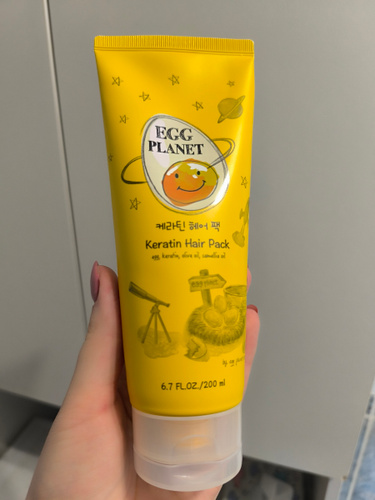 EGG
PLANET
케라틴 헤어 팩
Keratin Hair Pack
egg, keratin, olive oil, camellia oil
6.7 FL.OZ./200 ml